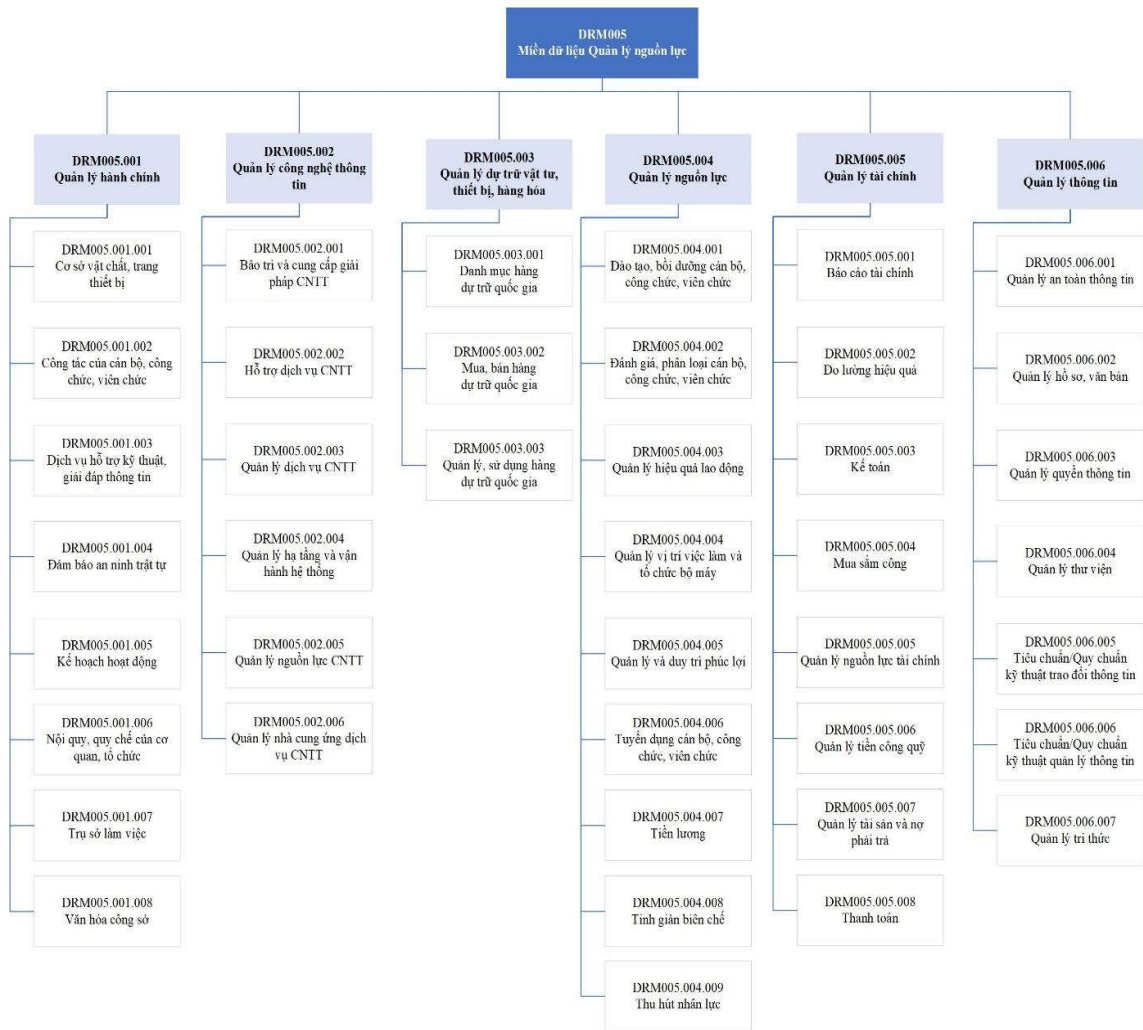 DRM005
Miền dữ liệu Quản lý nguồn lực
DRM005.001
Quản lý hành chính
DRM005.001.001
Cơ sở vật chất, trang
thiết bị
DRM005.001.002
Công tác của cán bộ, công
chức, viên chức
DRM005.001.003
Dịch vụ hỗ trợ kỹ thuật,
giải đáp thông tin
DRM005.001.004
Đảm bảo an ninh trật tự
DRM005.001.005
Kế hoạch hoạt động
DRM005.001.006
Nội quy, quy chế của cơ
quan, tổ chức
DRM005.001.007
Trụ sở làm việc
DRM005.001.008
Văn hóa công sở
DRM005.002
Quản lý công nghệ thông
tin
DRM005.002.001
Bảo trì và cung cấp giải
pháp CNTT
DRM005.002.002
Hỗ trợ dịch vụ CNTT
DRM005.002.003
Quản lý dịch vụ CNTT
DRM005.002.004
Quản lý hạ tầng và vận
hành hệ thống
DRM005.002.005
Quản lý nguồn lực CNTT
DRM005.002.006
Quản lý nhà cung ứng dịch
vụ CNTT
DRM005.003
Quản lý dự trữ vật tư,
thiết bị, hàng hóa
DRM005.003.001
Danh mục hàng
dự trữ quốc gia
DRM005.003.002
Mua, bán hàng
dự trữ quốc gia
DRM005.003.003
Quản lý, sử dụng hàng
dự trữ quốc gia
DRM005.004
Quản lý nguồn lực
DRM005.004.001
Đào tạo, bồi dưỡng cán bộ,
công chức, viên chức
DRM005.004.002
Đánh giá, phân loại cán bộ,
công chức, viên chức
DRM005.004.003
Quản lý hiệu quả lao động
DRM005.004.004
Quản lý vị trí việc làm và
tổ chức bộ máy
DRM005.004.005
Quản lý và duy trì phúc lợi
DRM005.004.006
Tuyển dụng cán bộ, công
chức, viên chức
DRM005.004.007
Tiền lương
DRM005.004.008
Tinh giản biên chế
DRM005.004.009
Thu hút nhân lực
DRM005.005
Quản lý tài chính
DRM005.005.001
Báo cáo tài chính
DRM005.005.002
Đo lường hiệu quả
DRM005.005.003
Kế toán
DRM005.005.004
Mua sắm công
DRM005.005.005
Quản lý nguồn lực tài chính
DRM005.005.006
Quản lý tiền công quỹ
DRM005.005.007
Quản lý tài sản và nợ
phải trả
DRM005.005.008
Thanh toán
DRM005.006
Quản lý thông tin
DRM005.006.001
Quản lý an toàn thông tin
DRM005.006.002
Quản lý hồ sơ, văn bản
DRM005.006.003
Quản lý quyền thông tin
DRM005.006.004
Quản lý thư viện
DRM005.006.005
Tiêu chuẩn/Quy chuẩn
kỹ thuật trao đổi thông tin
DRM005.006.006
Tiêu chuẩn/Quy chuẩn
kỹ thuật quản lý thông tin
DRM005.006.007
Quản lý tri thức